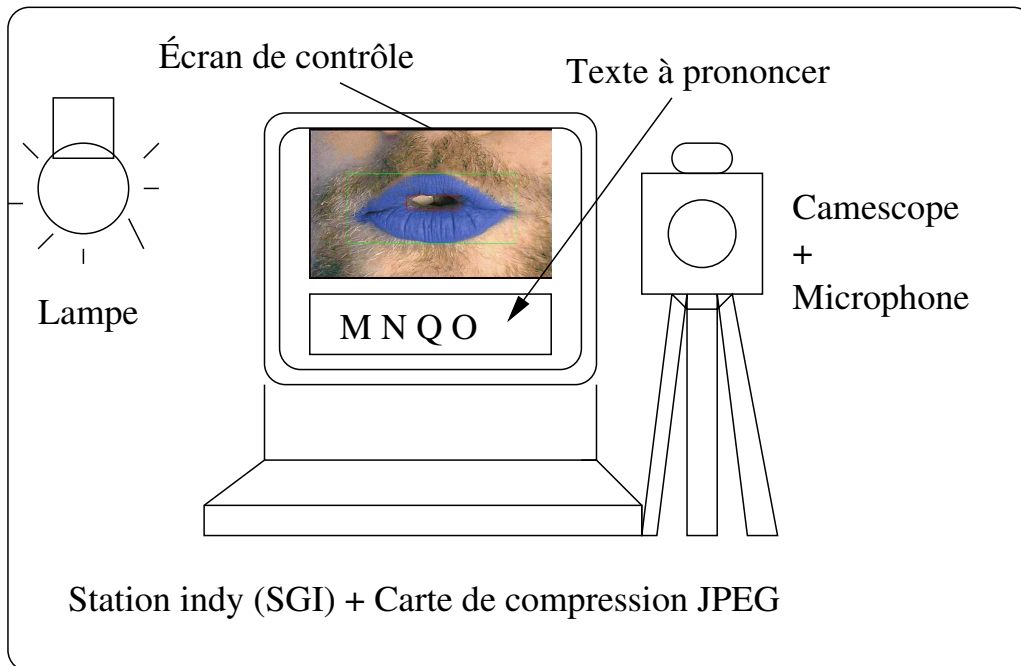 Écran de contrôle
Texte à prononcer
Lampe
M N Q O
Camescope
+
Microphone
Station indy (SGI) + Carte de compression JPEG